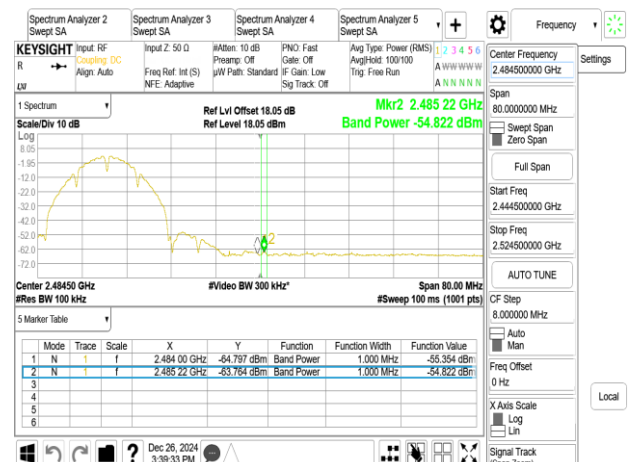 Spectrum Analyzer 2
Swept SA
Spectrum Analyzer 3
Swept SA
Spectrum Analyzer 4
Swept SA
Spectrum Analyzer 5
Swept SA
+
Frequency
Settings
KEYSIGHT
R
Input: RF
Coupling: DC
Align: Auto
Input Z: 50 Ω
Freq Ref: Int (S)
NFE: Adaptive
#Atten: 10 dB
Preamp: Off
µW Path: Standard
PNO: Fast
Gate: Off
IF Gain: Low
Sig Track: Off
Avg Type: Power (RMS)
Avg|Hold: 100/100
Trig: Free Run
1 2 3 4 5 6
A W W W W W
A N N N N N
1 Spectrum
Scale/Div 10 dB
Ref Lvl Offset 18.05 dB
Ref Level 18.05 dBm
Mkr2 2.485 22 GHz
Band Power -54.822 dBm
Log
8.05
-1.95
-12.0
-22.0
-32.0
-42.0
-52.0
-62.0
-72.0
2
Center 2.48450 GHz
#Res BW 100 kHz
#Video BW 300 kHz*
Span 80.00 MHz
#Sweep 100 ms (1001 pts)
5 Marker Table
Mode Trace Scale X Y Function Function Width Function Value
1 N 1 f 2.484 00 GHz -64.797 dBm Band Power 1.000 MHz -55.354 dBm
2 N 1 f 2.485 22 GHz -63.764 dBm Band Power 1.000 MHz -54.822 dBm
3
4
5
6
?
Dec 26, 2024
3:39:33 PM
Center Frequency
2.484500000 GHz
Span
80.0000000 MHz
Swept Span
Zero Span
Full Span
Start Freq
2.444500000 GHz
Stop Freq
2.524500000 GHz
AUTO TUNE
CF Step
8.000000 MHz
Auto
Man
Freq Offset
0 Hz
X Axis Scale
Log
Lin
Signal Track
(Span Zoom)
Local